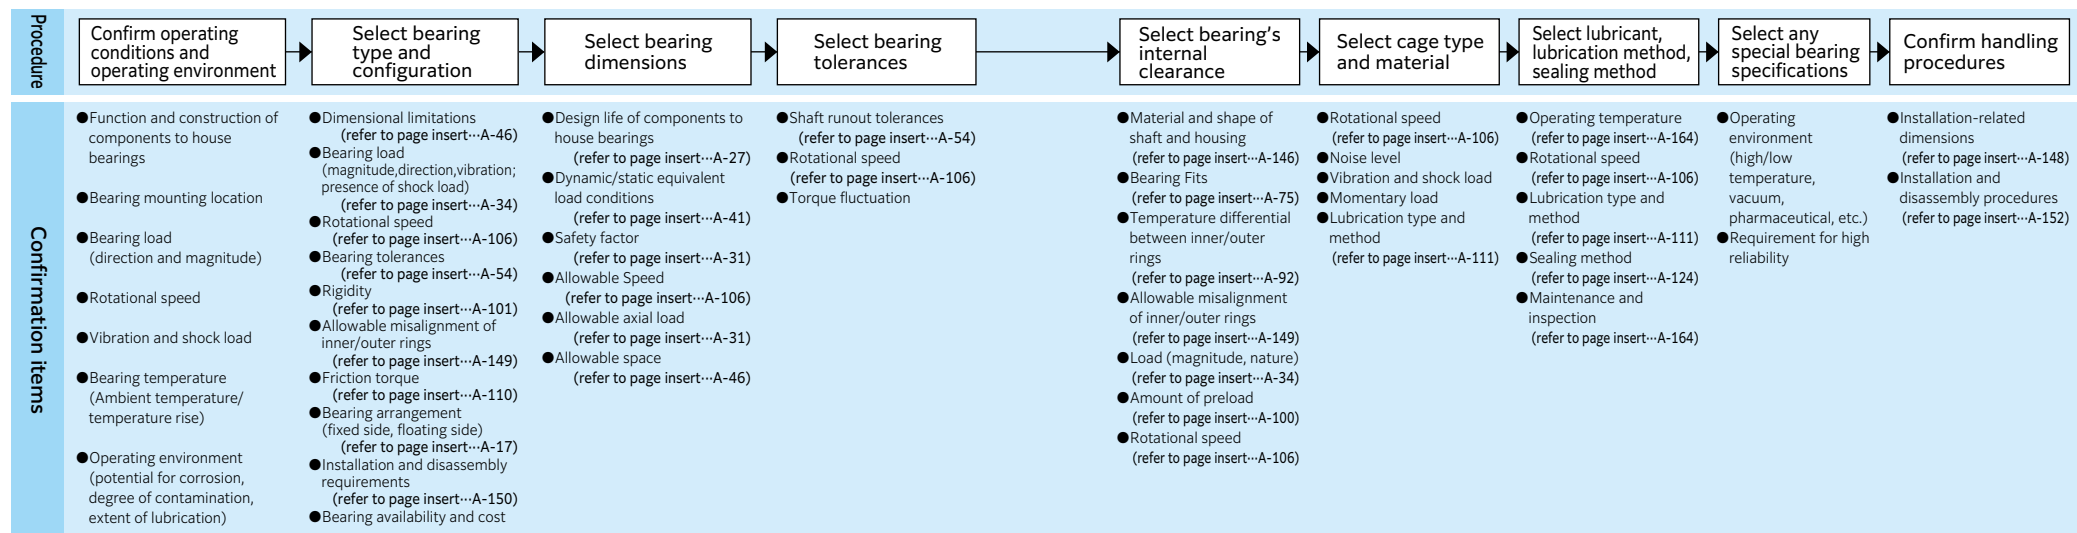 Procedure
Confirm operating
conditions and
operating environment
Select bearing
type and
configuration
Select bearing
dimensions
Select bearing
tolerances
Select bearing's
internal
clearance
Select cage type
and material
Select lubricant,
lubrication method,
sealing method
Select any
special bearing
specifications
Confirm handling
procedures
Confirmation items
●Function and construction of
components to house
bearings
●Bearing mounting location
●Bearing load
(direction and magnitude)
●Rotational speed
●Vibration and shock load
●Bearing temperature
(Ambient temperature/
temperature rise)
●Operating environment
(potential for corrosion,
degree of contamination,
extent of lubrication)
●Dimensional limitations
(refer to page insert…A-46)
●Bearing load
(magnitude,direction,vibration;
presence of shock load)
(refer to page insert…A-34)
●Rotational speed
(refer to page insert…A-106)
●Bearing tolerances
(refer to page insert…A-54)
●Rigidity
(refer to page insert…A-101)
●Allowable misalignment of
inner/outer rings
(refer to page insert…A-149)
●Friction torque
(refer to page insert…A-110)
●Bearing arrangement
(fixed side, floating side)
(refer to page insert…A-17)
●Installation and disassembly
requirements
(refer to page insert…A-150)
●Bearing availability and cost
●Design life of components to
house bearings
(refer to page insert…A-27)
●Dynamic/static equivalent
load conditions
(refer to page insert…A-41)
●Safety factor
(refer to page insert…A-31)
●Allowable Speed
(refer to page insert…A-106)
●Allowable axial load
(refer to page insert…A-31)
●Allowable space
(refer to page insert…A-46)
●Shaft runout tolerances
(refer to page insert…A-54)
●Rotational speed
(refer to page insert…A-106)
●Torque fluctuation
●Material and shape of
shaft and housing
(refer to page insert…A-146)
●Bearing Fits
(refer to page insert…A-75)
●Temperature differential
between inner/outer
rings
(refer to page insert…A-92)
●Allowable misalignment
of inner/outer rings
(refer to page insert…A-149)
●Load (magnitude, nature)
(refer to page insert…A-34)
●Amount of preload
(refer to page insert…A-100)
●Rotational speed
(refer to page insert…A-106)
●Rotational speed
(refer to page insert…A-106)
●Noise level
●Vibration and shock load
●Momentary load
●Lubrication type and
method
(refer to page insert…A-111)
●Operating temperature
(refer to page insert…A-164)
●Rotational speed
(refer to page insert…A-106)
●Lubrication type and
method
(refer to page insert…A-111)
●Sealing method
(refer to page insert…A-124)
●Maintenance and
inspection
(refer to page insert…A-164)
●Operating
environment
(high/low
temperature,
vacuum,
pharmaceutical, etc.)
●Requirement for high
reliability
●Installation-related
dimensions
(refer to page insert…A-148)
●Installation and
disassembly procedures
(refer to page insert…A-152)